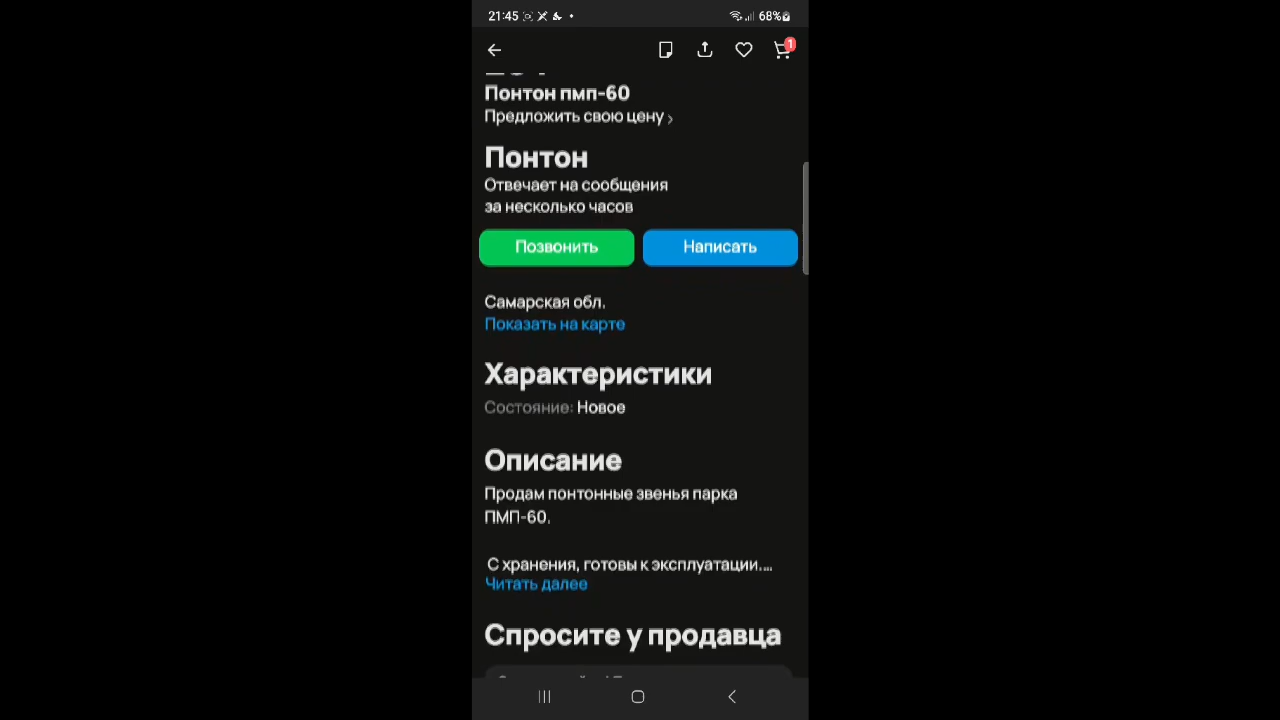 21:45
68%
1
Понтон пмп-60
Предложить свою цену
Понтон
Отвечает на сообщения
за несколько часов
Позвонить
Написать
Самарская обл.
Показать на карте
Характеристики
Состояние: Новое
Описание
Продам понтонные звенья парка
ПМП-60.
С хранения, готовы к эксплуатации....
Читать далее
Спросите у продавца